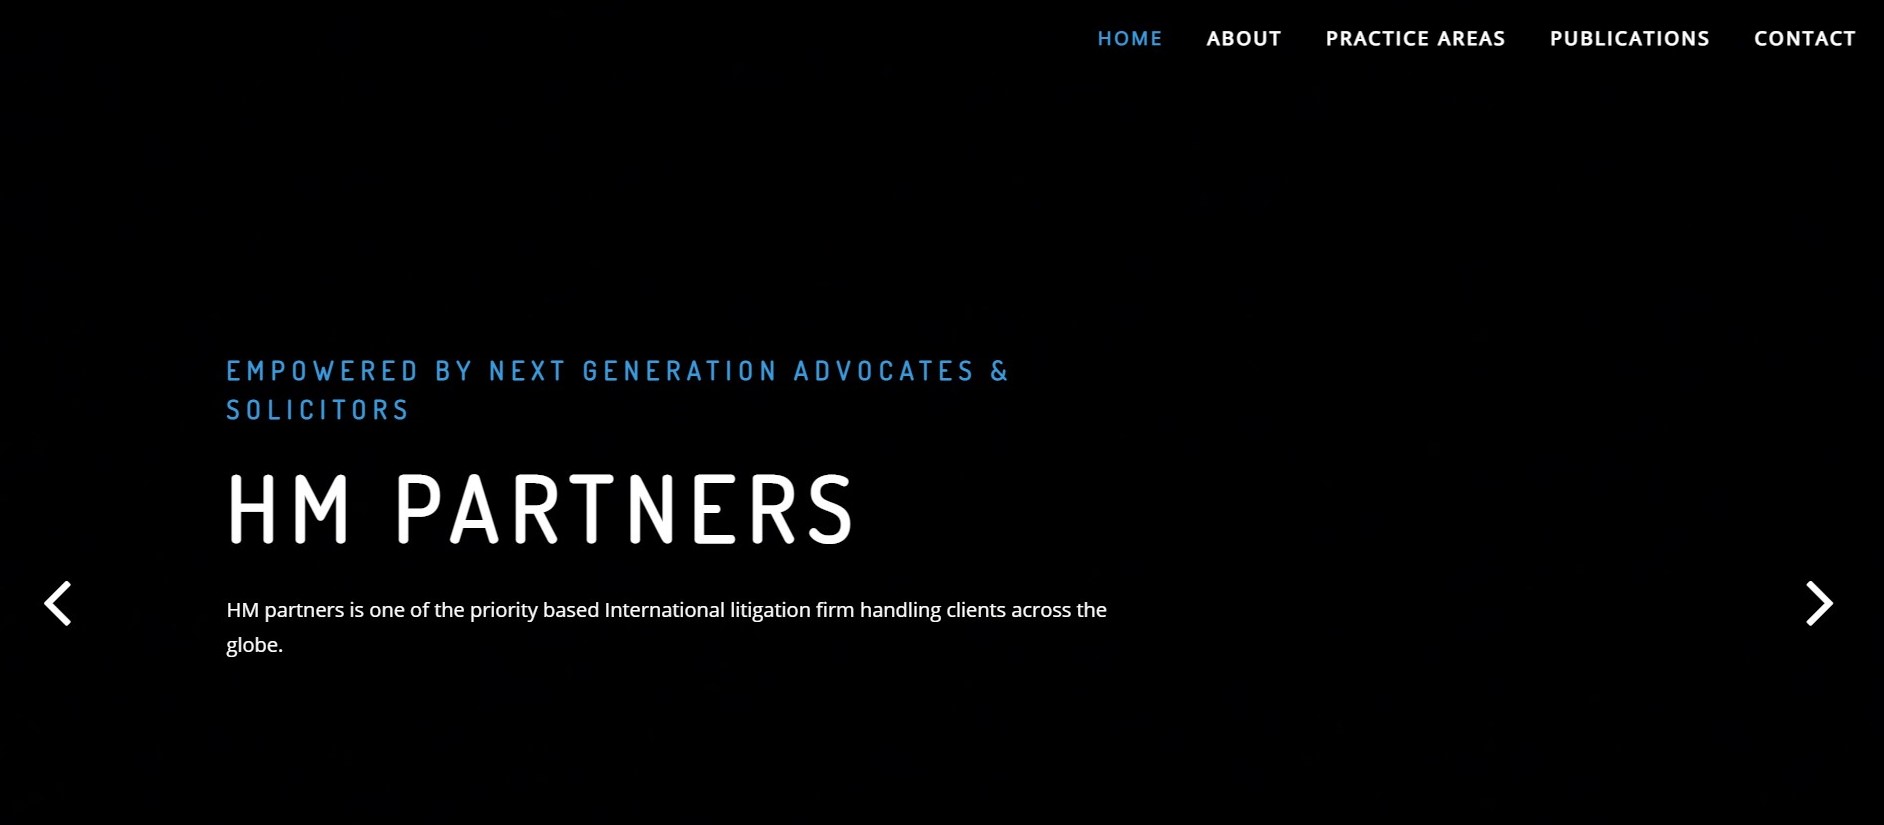 HOME ABOUT PRACTICE AREAS PUBLICATIONS CONTACT
EMPOWERED BY NEXT GENERATION ADVOCATES &
SOLICITORS
HM PARTNERS
HM partners is one of the priority based International litigation firm handling clients across the
globe.